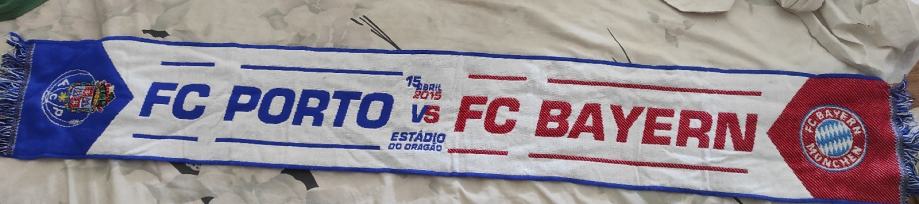 FC PORTO
15
ABRIL
2015
VS
ESTÁDIO
DO DRAGÃO
FC BAYERN
FC BAYERN
MÜNCHEN